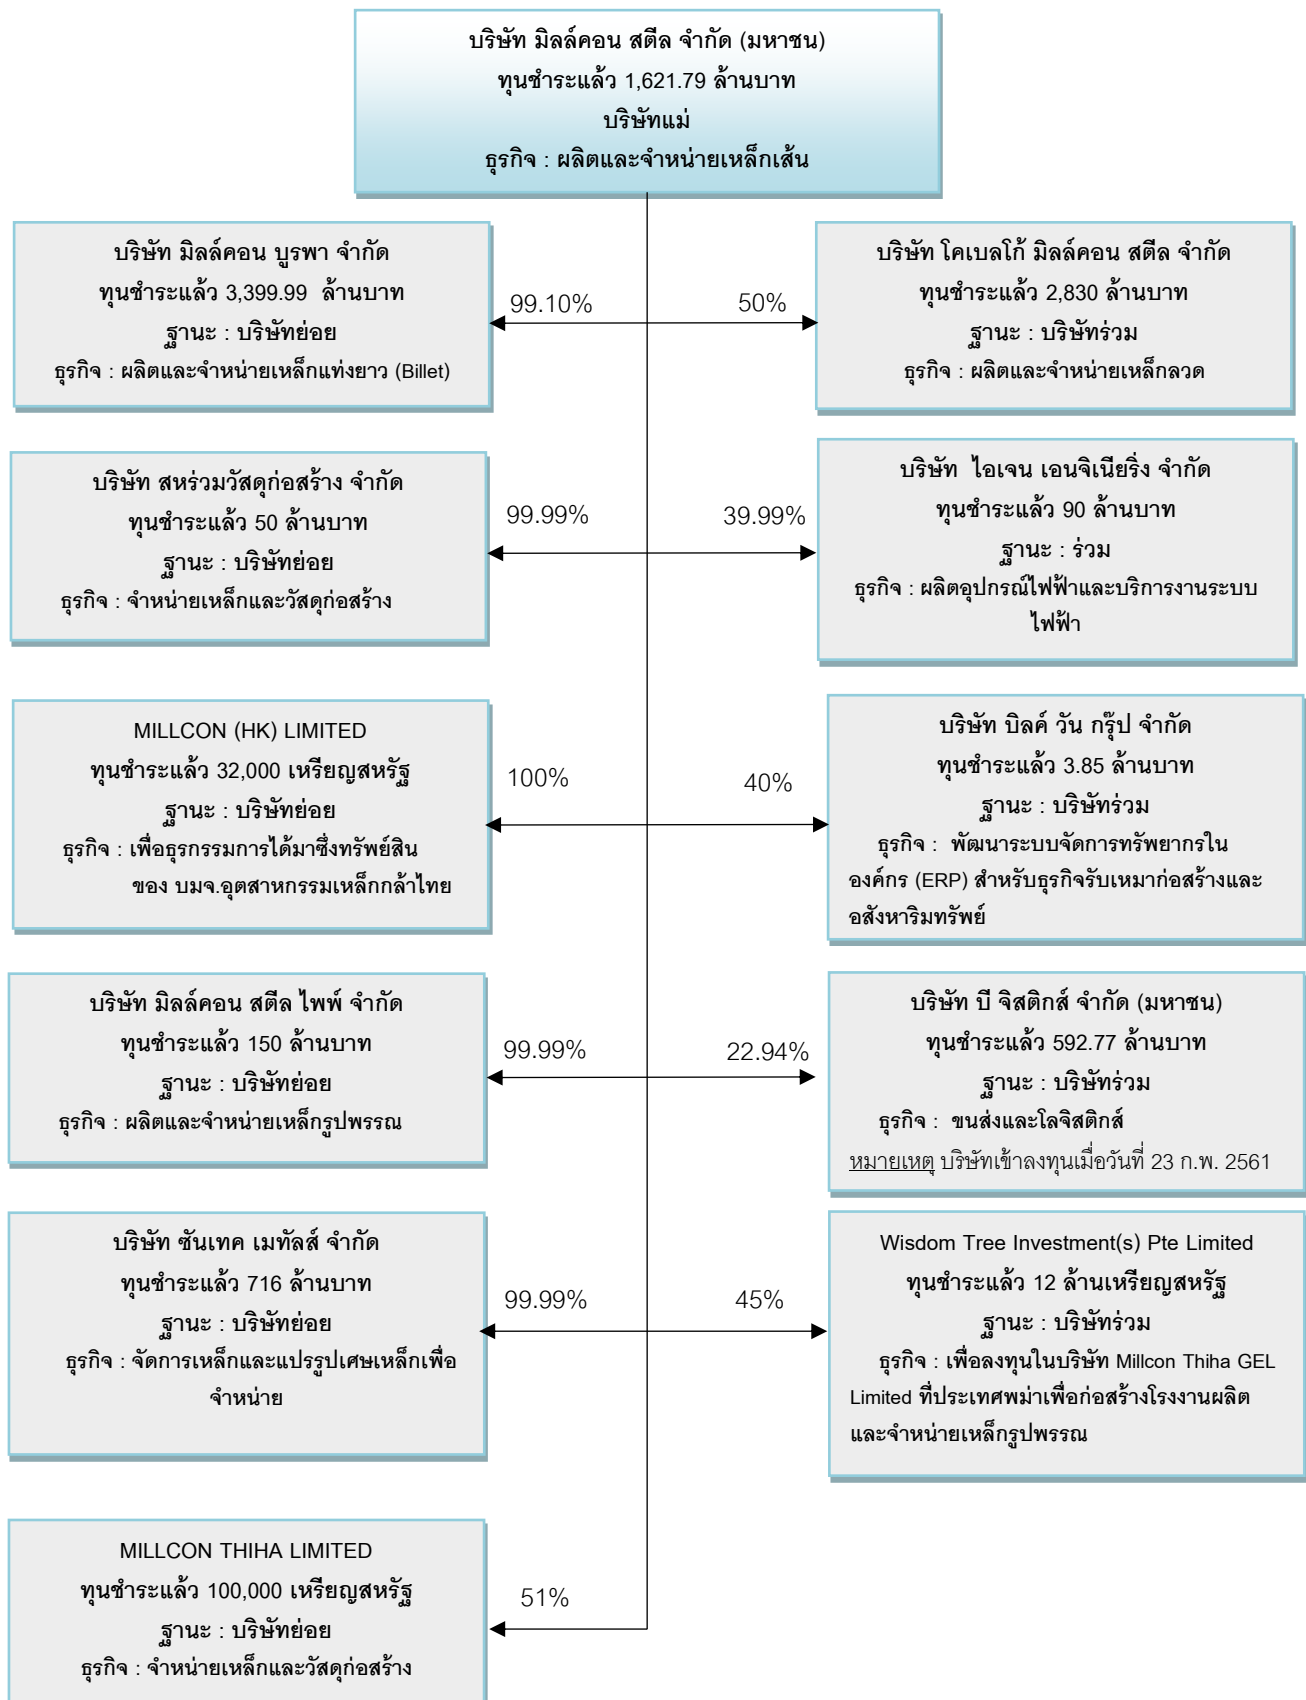 บริษัท มิลล์คอน สตีล จำกัด (มหาชน)
ทุนชำระแล้ว 1,621.79 ล้านบาท
บริษัทแม่
ธุรกิจ : ผลิตและจำหน่ายเหล็กเส้น
บริษัท มิลล์คอน บูรพา จำกัด
ทุนชำระแล้ว 3,399.99 ล้านบาท
ฐานะ : บริษัทย่อย
ธุรกิจ : ผลิตและจำหน่ายเหล็กแท่งยาว (Billet)
99.10%
50%
บริษัท โคเบลโก้ มิลล์คอน สตีล จำกัด
ทุนชำระแล้ว 2,830 ล้านบาท
ฐานะ : บริษัทร่วม
ธุรกิจ : ผลิตและจำหน่ายเหล็กลวด
บริษัท สหร่วมวัสดุก่อสร้าง จำกัด
ทุนชำระแล้ว 50 ล้านบาท
ฐานะ : บริษัทย่อย
ธุรกิจ : จำหน่ายเหล็กและวัสดุก่อสร้าง
99.99%
39.99%
บริษัท ไอเจน เอนจิเนียริ่ง จำกัด
ทุนชำระแล้ว 90 ล้านบาท
ฐานะ : ร่วม
ธุรกิจ : ผลิตอุปกรณ์ไฟฟ้าและบริการงานระบบ
ไฟฟ้า
MILLCON (HK) LIMITED
ทุนชำระแล้ว 32,000 เหรียญสหรัฐ
ฐานะ : บริษัทย่อย
ธุรกิจ : เพื่อธุรกรรมการได้มาซึ่งทรัพย์สิน
ของ บมจ.อุตสาหกรรมเหล็กกล้าไทย
100%
40%
บริษัท บิลค์ วัน กรุ๊ป จำกัด
ทุนชำระแล้ว 3.85 ล้านบาท
ฐานะ : บริษัทร่วม
ธุรกิจ : พัฒนาระบบจัดการทรัพยากรใน
องค์กร (ERP) สำหรับธุรกิจรับเหมาก่อสร้างและ
อสังหาริมทรัพย์
บริษัท มิลล์คอน สตีล ไพพ์ จำกัด
ทุนชำระแล้ว 150 ล้านบาท
ฐานะ : บริษัทย่อย
ธุรกิจ : ผลิตและจำหน่ายเหล็กรูปพรรณ
99.99%
22.94%
บริษัท บี จิสติกส์ จำกัด (มหาชน)
ทุนชำระแล้ว 592.77 ล้านบาท
ฐานะ : บริษัทร่วม
ธุรกิจ : ขนส่งและโลจิสติกส์
หมายเหตุ บริษัทเข้าลงทุนเมื่อวันที่ 23 ก.พ. 2561
บริษัท ซันเทค เมทัลส์ จำกัด
ทุนชำระแล้ว 716 ล้านบาท
ฐานะ : บริษัทย่อย
ธุรกิจ : จัดการเหล็กและแปรรูปเศษเหล็กเพื่อ
จำหน่าย
99.99%
45%
Wisdom Tree Investment(s) Pte Limited
ทุนชำระแล้ว 12 ล้านเหรียญสหรัฐ
ฐานะ : บริษัทร่วม
ธุรกิจ : เพื่อลงทุนในบริษัท Millcon Thiha GEL
Limited ที่ประเทศพม่าเพื่อก่อสร้างโรงงานผลิต
และจำหน่ายเหล็กรูปพรรณ
MILLCON THIHA LIMITED
ทุนชำระแล้ว 100,000 เหรียญสหรัฐ
ฐานะ : บริษัทย่อย
ธุรกิจ : จำหน่ายเหล็กและวัสดุก่อสร้าง
51%